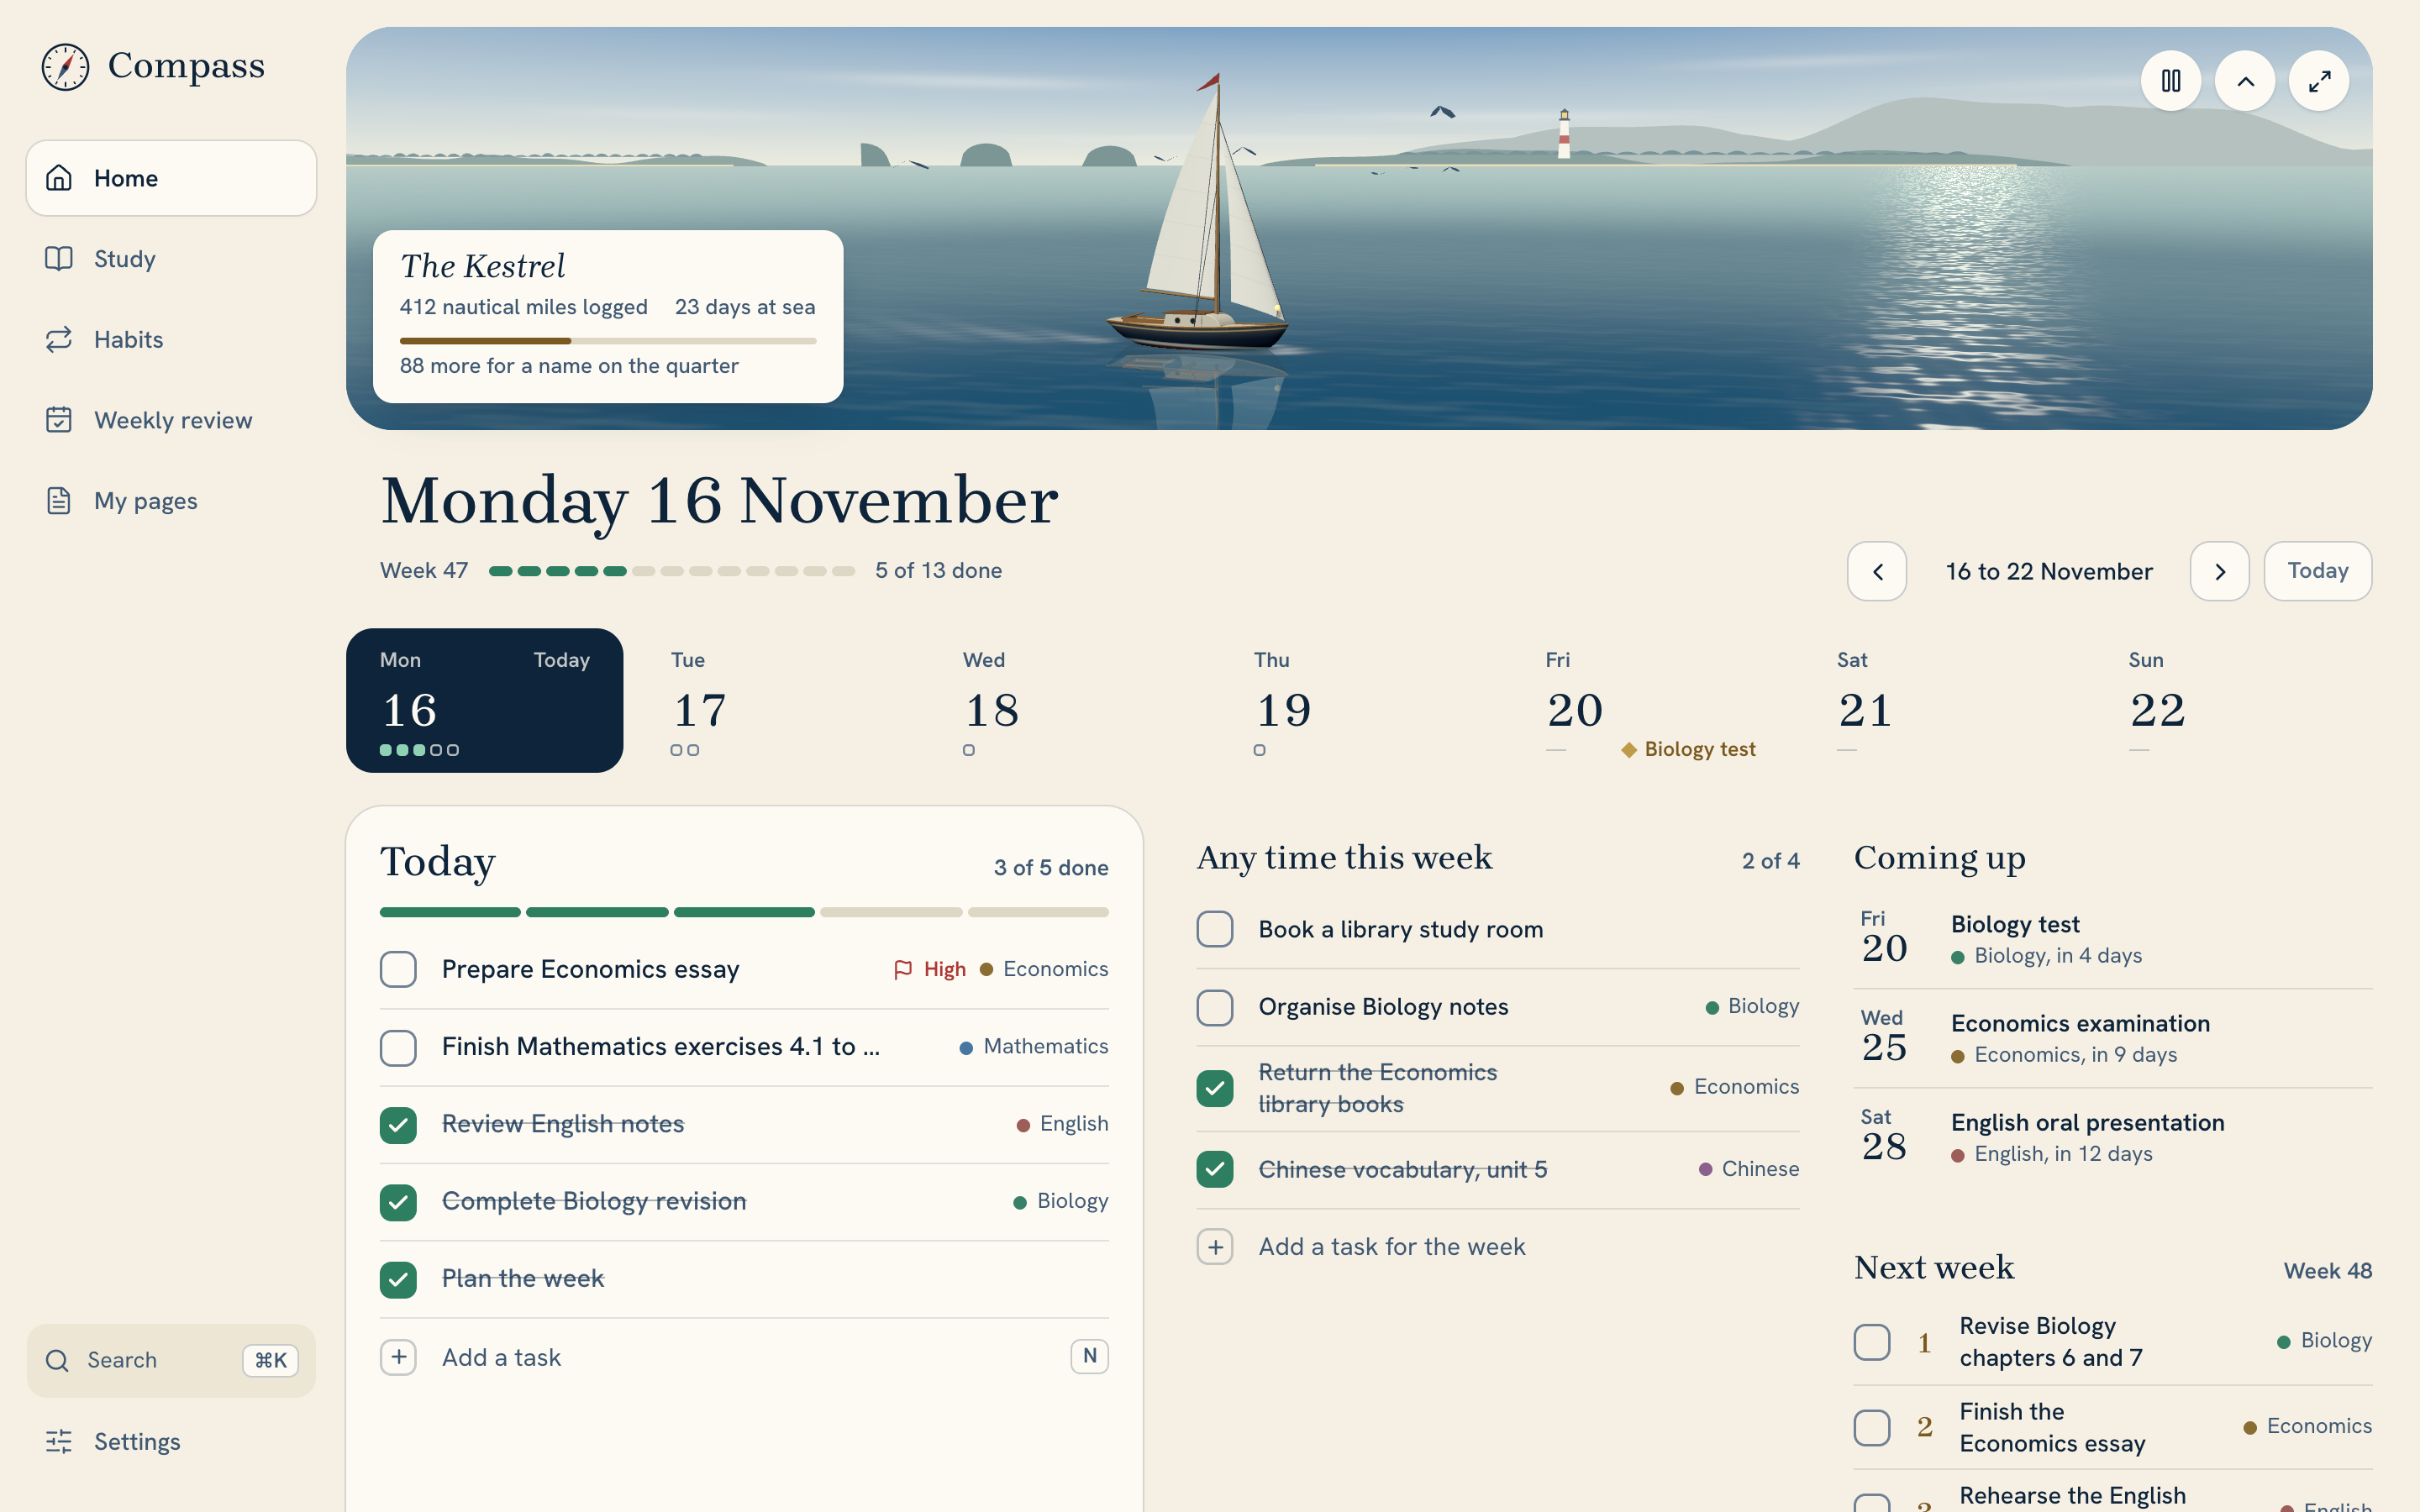 Compass
Home
Study
Habits
Weekly review
My pages
Search ⌘K
Settings
The Kestrel
412 nautical miles logged 23 days at sea
88 more for a name on the quarter
Monday 16 November
Week 47 5 of 13 done
16 to 22 November Today
Mon Today
16
Tue
17
Wed
18
Thu
19
Fri
20
Biology test
Sat
21
Sun
22
Today 3 of 5 done
Prepare Economics essay High Economics
Finish Mathematics exercises 4.1 to ... Mathematics
Review English notes English
Complete Biology revision Biology
Plan the week
Add a task N
Any time this week 2 of 4
Book a library study room
Organise Biology notes Biology
Return the Economics
library books Economics
Chinese vocabulary, unit 5 Chinese
Add a task for the week
Coming up
Fri
20
Biology test
Biology, in 4 days
Wed
25
Economics examination
Economics, in 9 days
Sat
28
English oral presentation
English, in 12 days
Next week Week 48
1 Revise Biology
chapters 6 and 7 Biology
2 Finish the
Economics essay Economics
3 Rehearse the English English